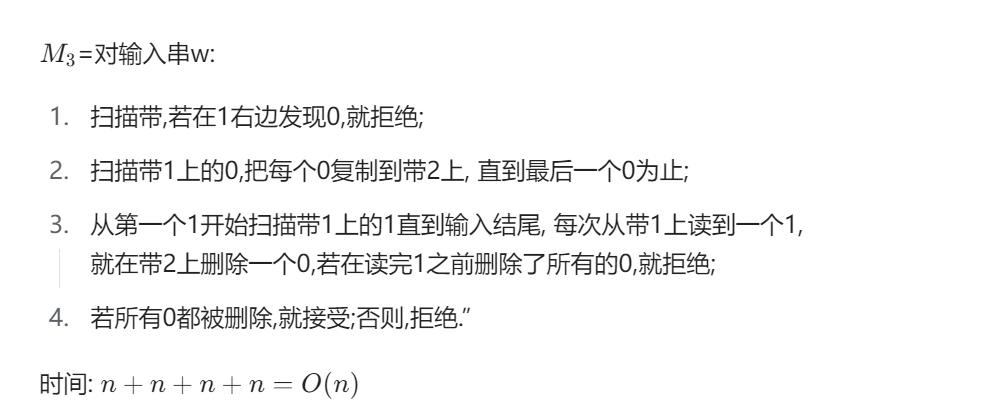 M₃=对输入串w:
1. 扫描带,若在1右边发现0,就拒绝;
2. 扫描带1上的0,把每个0复制到带2上, 直到最后一个0为止;
3. 从第一个1开始扫描带1上的1直到输入结尾, 每次从带1上读到一个1,
就在带2上删除一个0,若在读完1之前删除了所有的0,就拒绝;
4. 若所有0都被删除,就接受;否则,拒绝.”
时间: n + n + n + n = O(n)